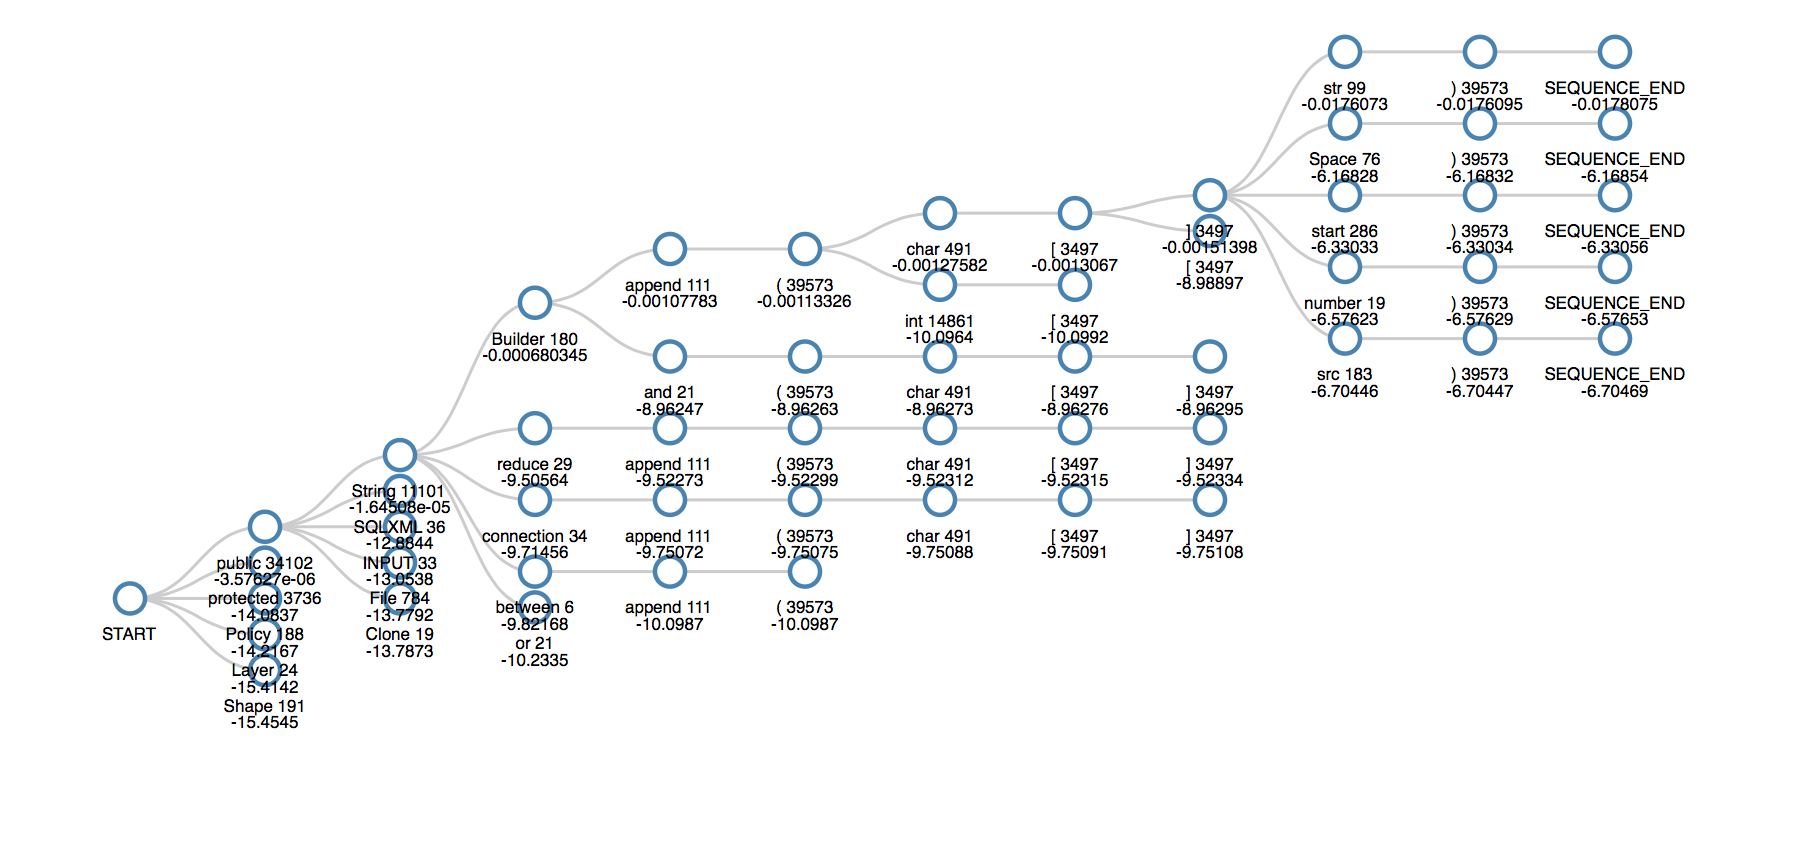 str 99
-0.0176073
) 39573
-0.0176095
SEQUENCE_END
-0.0178075
Space 76
-6.16828
) 39573
-6.16832
SEQUENCE_END
-6.16854
start 286
-6.33033
) 39573
-6.33034
SEQUENCE_END
-6.33056
number 19
-6.57623
) 39573
-6.57629
SEQUENCE_END
-6.57653
src 183
-6.70446
) 39573
-6.70447
SEQUENCE_END
-6.70469
] 3497
-0.00151398
[ 3497
-8.98897
char 491
-0.00127582
[ 3497
-0.0013067
int 14861
-10.0964
[ 3497
-10.0992
append 111
-0.00107783
( 39573
-0.00113326
Builder 180
-0.000680345
and 21
-8.96247
( 39573
-8.96263
char 491
-8.96273
[ 3497
-8.96276
] 3497
-8.96295
reduce 29
-9.50564
append 111
-9.52273
( 39573
-9.52299
char 491
-9.52312
[ 3497
-9.52315
] 3497
-9.52334
connection 34
-9.71456
append 111
-9.75072
( 39573
-9.75075
char 491
-9.75088
[ 3497
-9.75091
] 3497
-9.75108
between 6
-9.82168
append 111
-10.0987
( 39573
-10.0987
or 21
-10.2335
String 11101
-1.64508e-05
SQLXML 36
-12.8844
INPUT 33
-13.0538
File 784
-13.7792
Clone 19
-13.7873
public 34102
-3.57627e-06
protected 3736
-14.0837
Policy 188
-14.2167
Layer 24
-15.4142
Shape 191
-15.4545
START